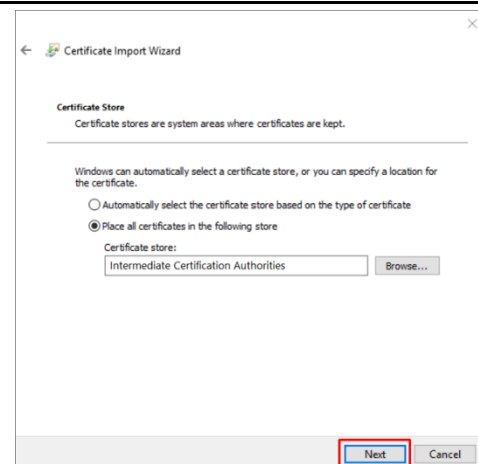 Certificate Import Wizard
Certificate Store
Certificate stores are system areas where certificates are kept.
Windows can automatically select a certificate store, or you can specify a location for
the certificate.
Automatically select the certificate store based on the type of certificate
Place all certificates in the following store
Certificate store:
Intermediate Certification Authorities
Browse...
Next
Cancel